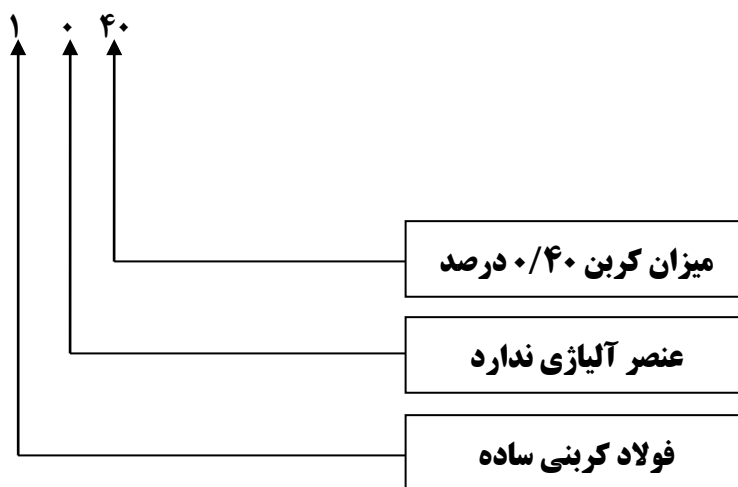 ۱ ۰ ۴۰
میزان کربن ۰/۴۰ درصد
عنصر آلیاژی ندارد
فولاد کربنی ساده